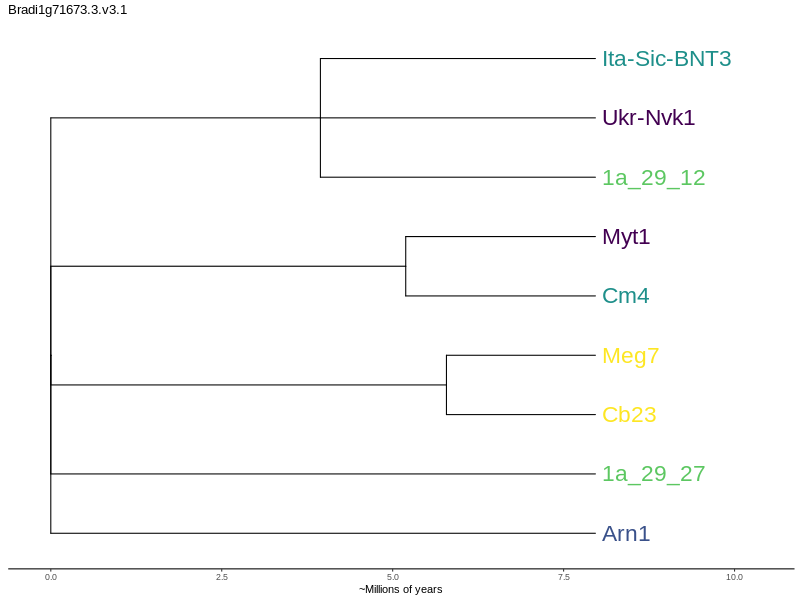 Bradi1g71673.3.v3.1
Ita-Sic-BNT3
Ukr-Nvk1
1a_29_12
Myt1
Cm4
Meg7
Cb23
1a_29_27
Arn1
0.0 2.5 5.0 7.5 10.0
~Millions of years